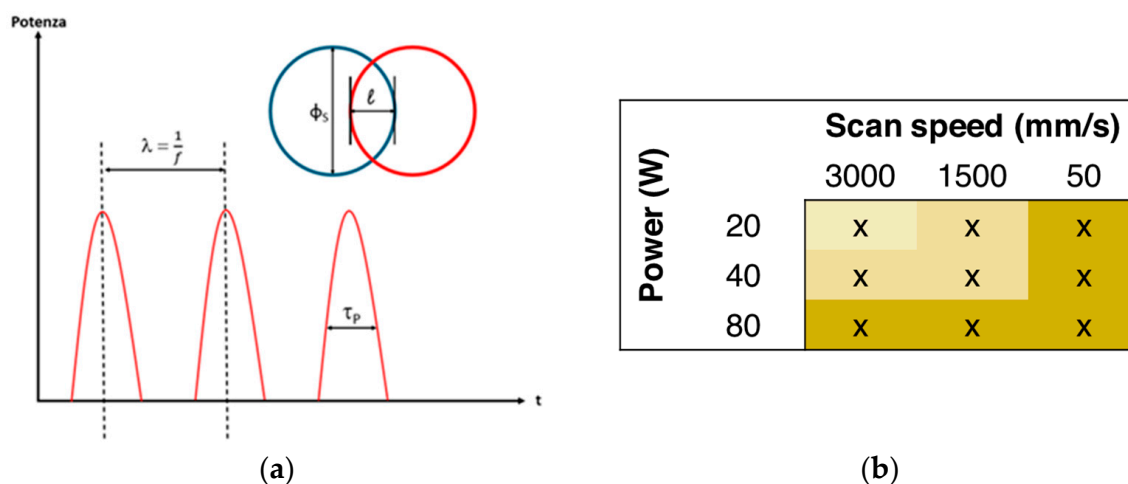 Potenza
λ = 1/f
ϕS
ℓ
τP
t
(a)
Scan speed (mm/s)
3000 1500 50
Power (W)
20 x x x
40 x x x
80 x x x
(b)